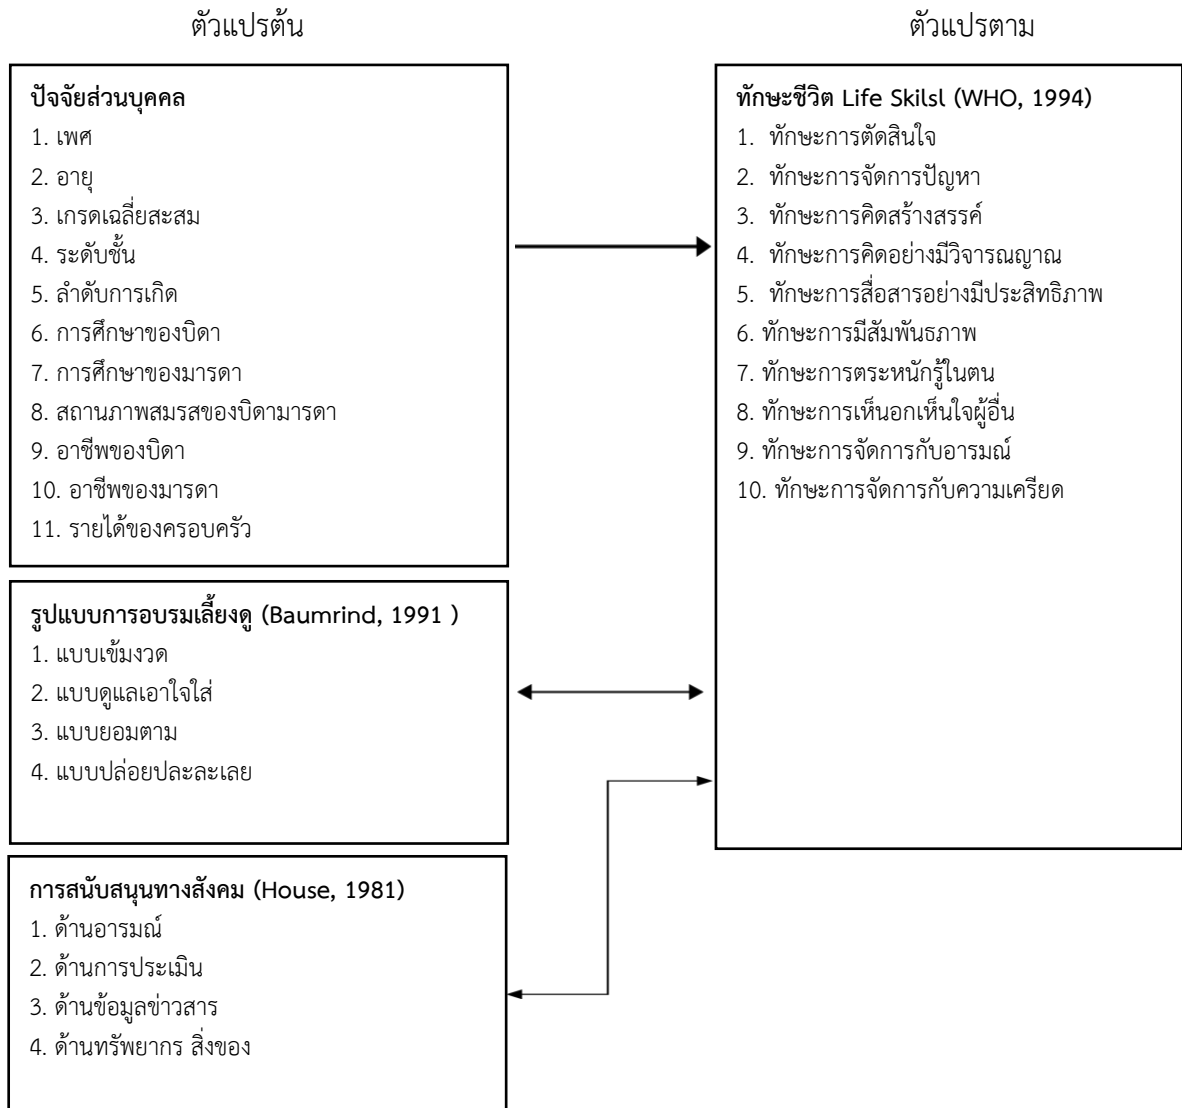 ตัวแปรต้น
ตัวแปรตาม
ปัจจัยส่วนบุคคล
1. เพศ
2. อายุ
3. เกรดเฉลี่ยสะสม
4. ระดับชั้น
5. ลำดับการเกิด
6. การศึกษาของบิดา
7. การศึกษาของมารดา
8. สถานภาพสมรสของบิดามารดา
9. อาชีพของบิดา
10. อาชีพของมารดา
11. รายได้ของครอบครัว
รูปแบบการอบรมเลี้ยงดู (Baumrind, 1991 )
1. แบบเข้มงวด
2. แบบดูแลเอาใจใส่
3. แบบยอมตาม
4. แบบปล่อยปละละเลย
การสนับสนุนทางสังคม (House, 1981)
1. ด้านอารมณ์
2. ด้านการประเมิน
3. ด้านข้อมูลข่าวสาร
4. ด้านทรัพยากร สิ่งของ
ทักษะชีวิต Life Skilsl (WHO, 1994)
1. ทักษะการตัดสินใจ
2. ทักษะการจัดการปัญหา
3. ทักษะการคิดสร้างสรรค์
4. ทักษะการคิดอย่างมีวิจารณญาณ
5. ทักษะการสื่อสารอย่างมีประสิทธิภาพ
6. ทักษะการมีสัมพันธภาพ
7. ทักษะการตระหนักรู้ในตน
8. ทักษะการเห็นอกเห็นใจผู้อื่น
9. ทักษะการจัดการกับอารมณ์
10. ทักษะการจัดการกับความเครียด